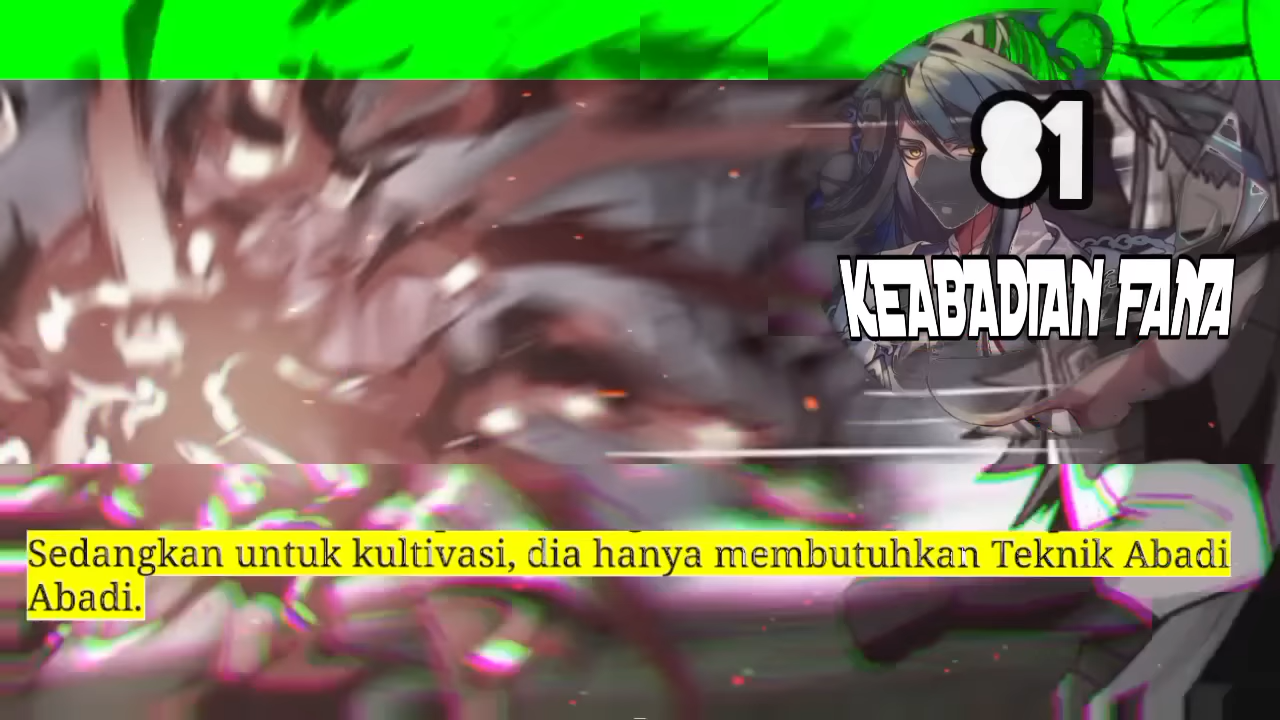 81
KEABADIAN FANA
Sedangkan untuk kultivasi, dia hanya membutuhkan Teknik Abadi
Abadi.